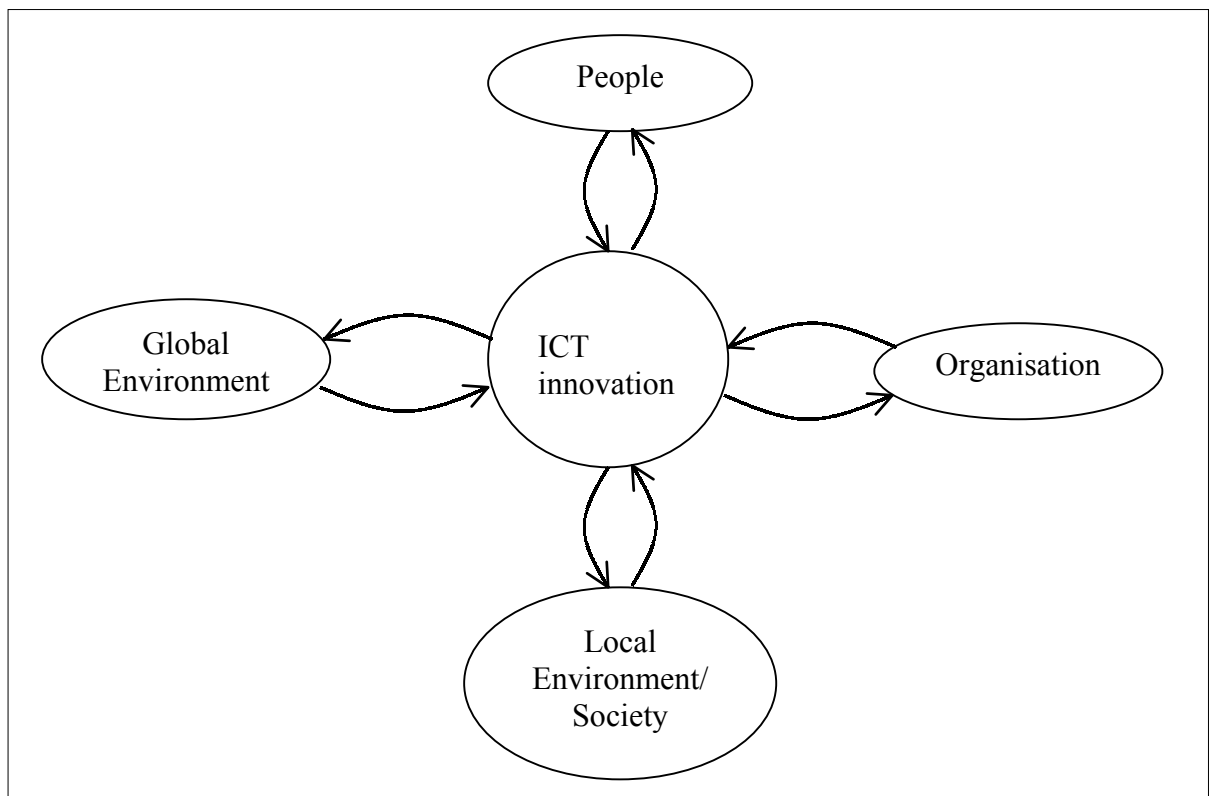 People
Global
Environment
ICT
innovation
Organisation
Local
Environment/
Society